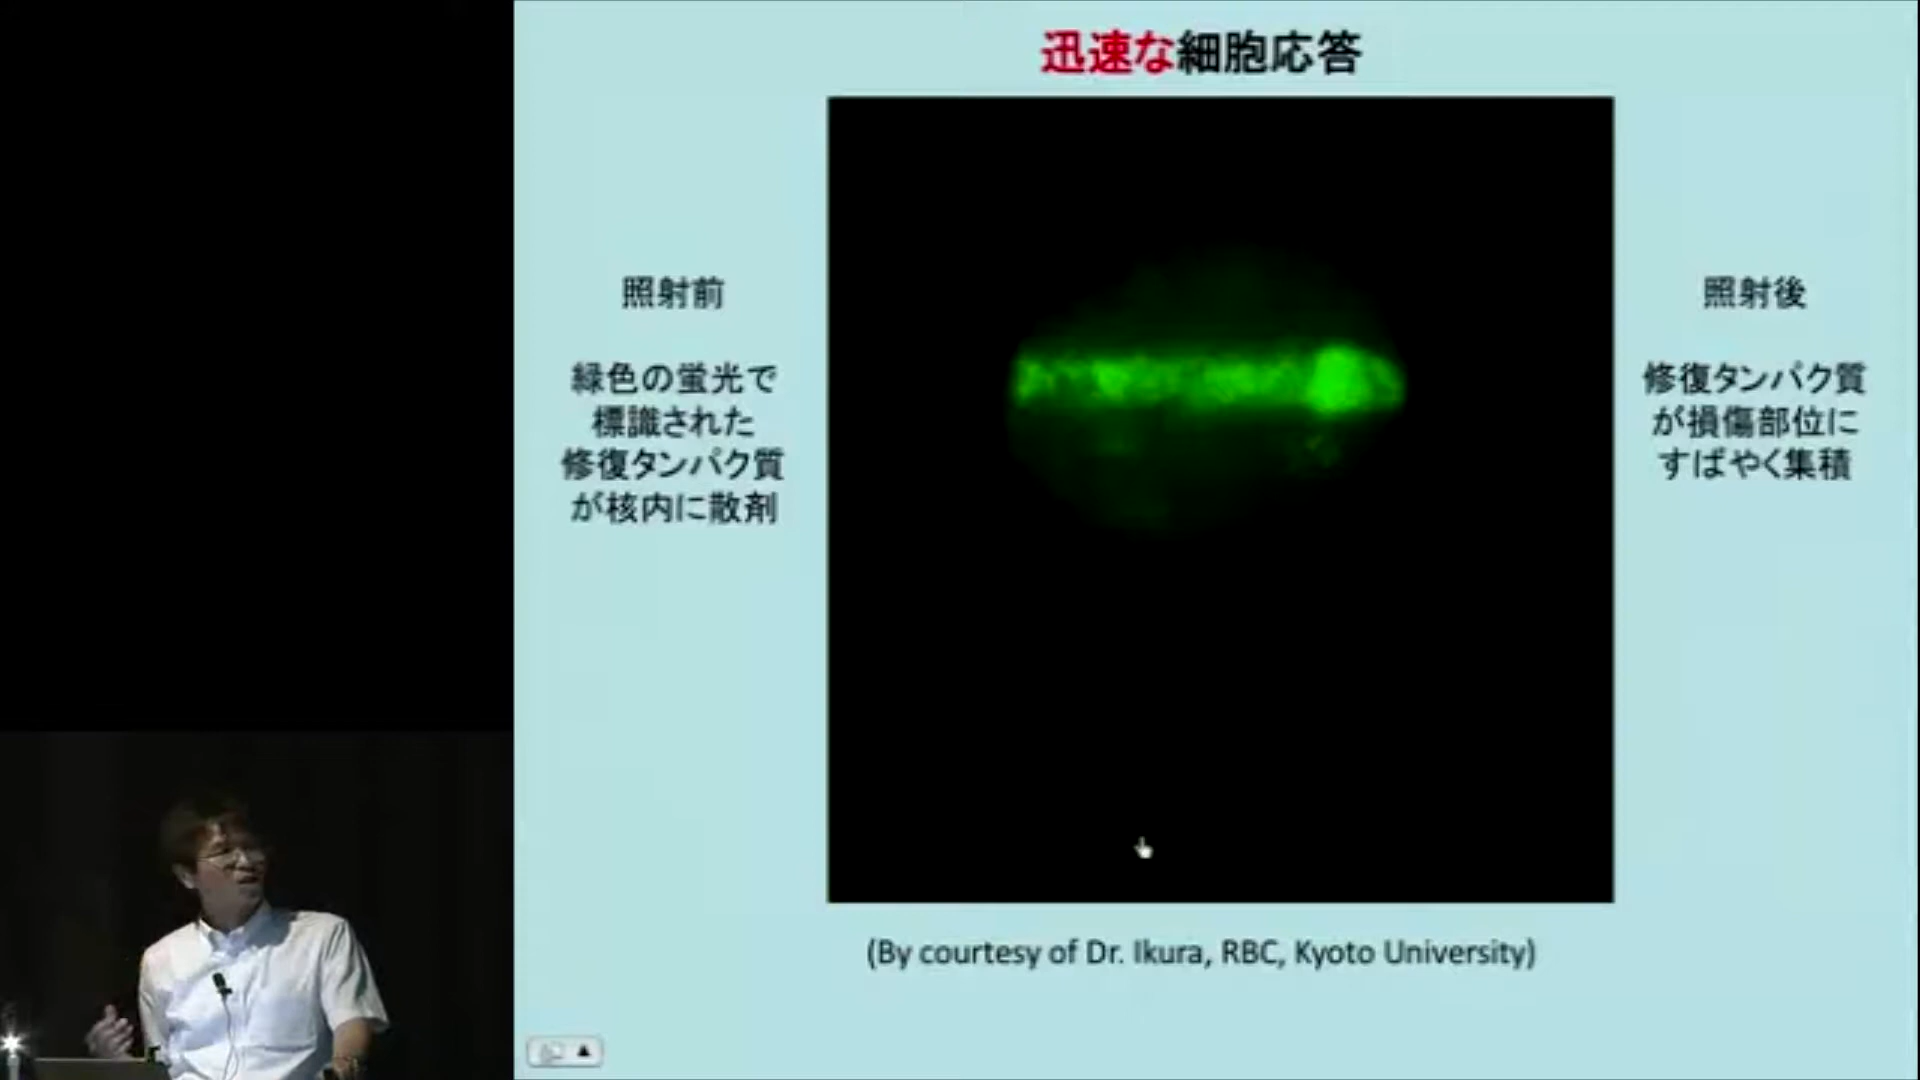 迅速な細胞応答
照射前
緑色の蛍光で
標識された
修復タンパク質
が核内に散剤
照射後
修復タンパク質
が損傷部位に
すばやく集積
(By courtesy of Dr. Ikura, RBC, Kyoto University)